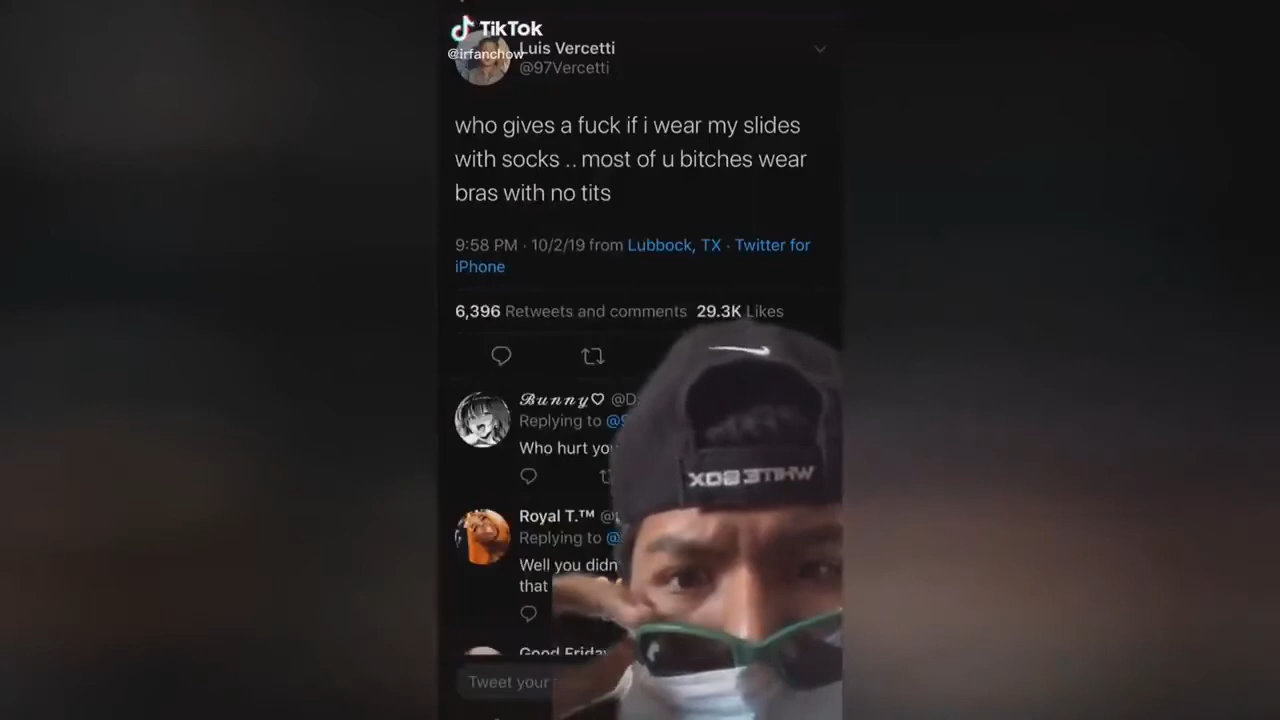 TikTok
@irfanchow
Luis Vercetti
@97Vercetti
who gives a fuck if i wear my slides
with socks .. most of u bitches wear
bras with no tits
9:58 PM · 10/2/19 from Lubbock, TX · Twitter for
iPhone
6,396 Retweets and comments 29.3K Likes
Bunny♡ @D
Replying to @9
Who hurt you
Royal T.™ @
Replying to @
Well you didn
that
Good Friday
Tweet your
WHITE BOX